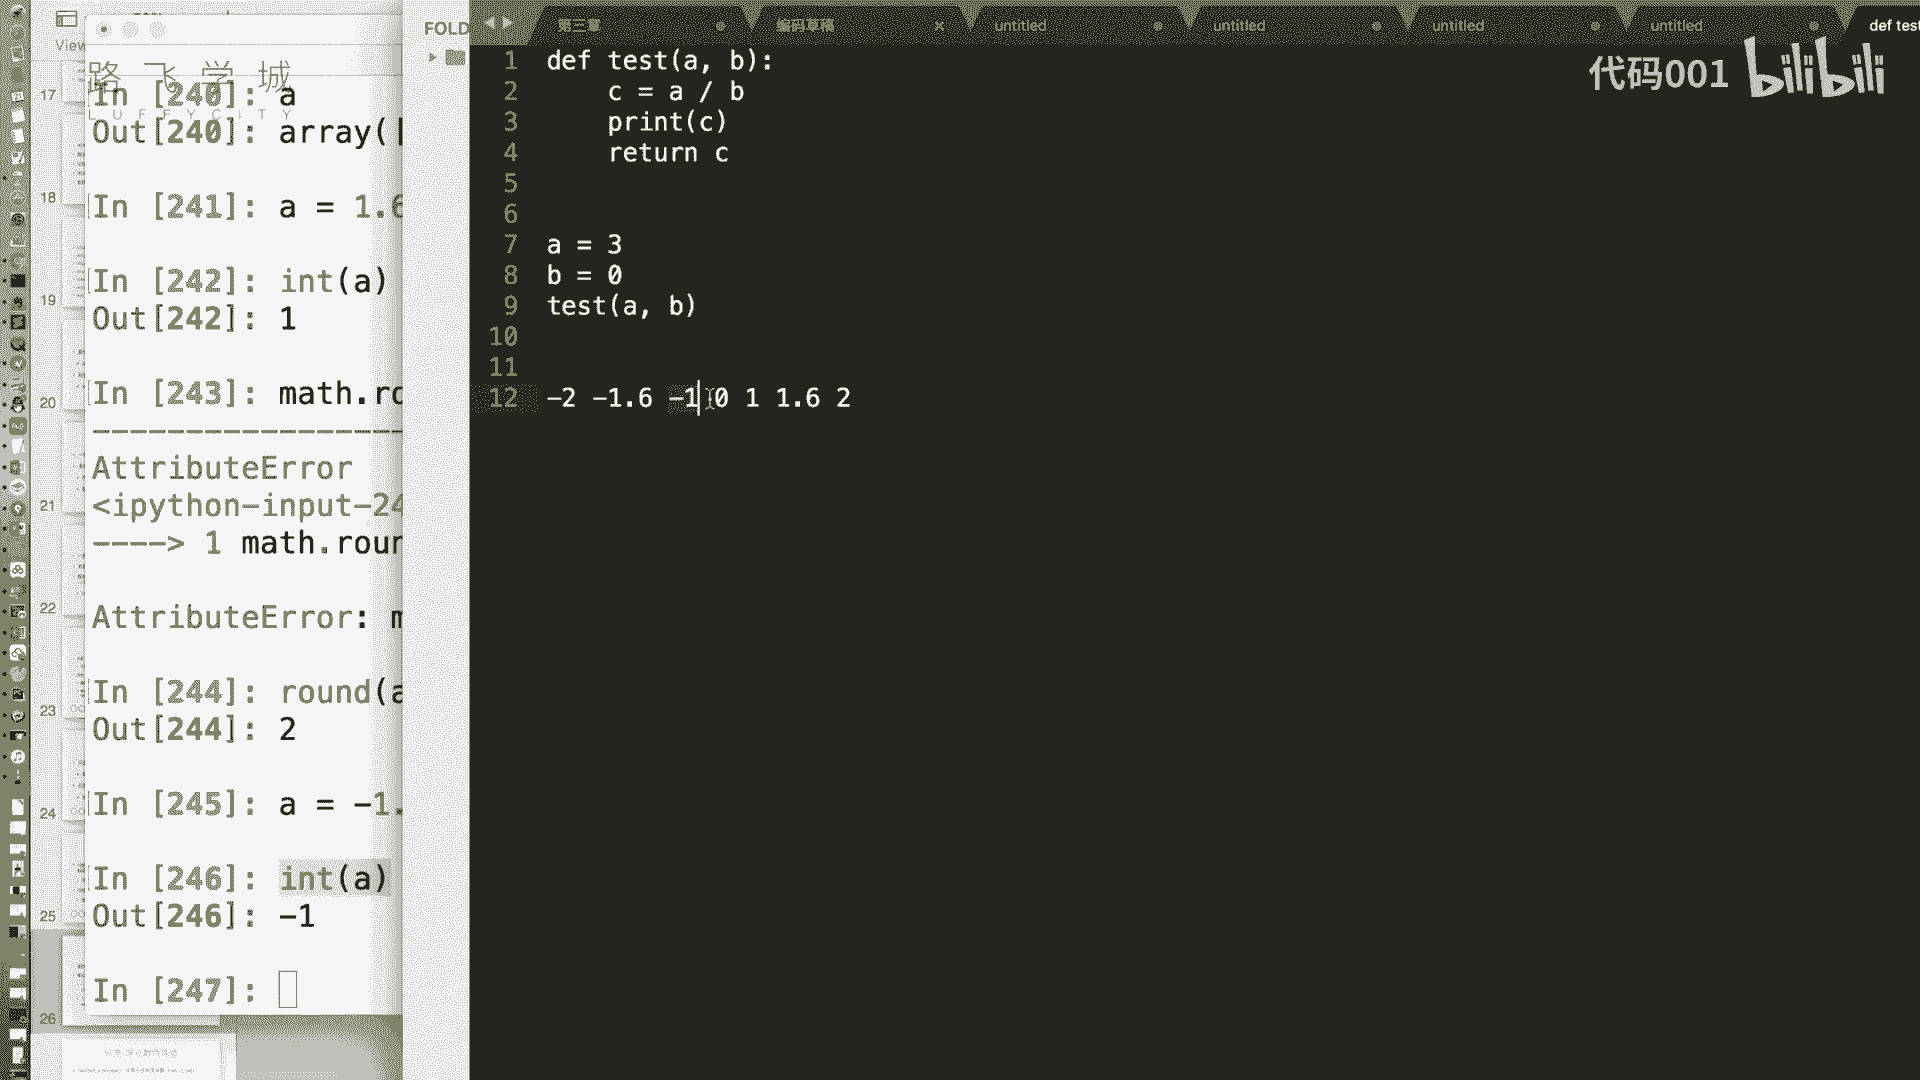 View
路飞学城
LUFFYCITY
17
18
19
20
21
22
23
24
25
26
In [240]: a
Out[240]: array([
In [241]: a = 1.6
In [242]: int(a)
Out[242]: 1
In [243]: math.ro
AttributeError
<ipython-input-24
----> 1 math.roun
AttributeError: m
In [244]: round(a
Out[244]: 2
In [245]: a = -1.
In [246]: int(a)
Out[246]: -1
In [247]:
FOLD
第三章
编码草稿
untitled
untitled
untitled
untitled
def test
代码001 bilibili
1 def test(a, b):
2     c = a / b
3     print(c)
4     return c
5
6
7 a = 3
8 b = 0
9 test(a, b)
10
11
12 -2 -1.6 -1 0 1 1.6 2